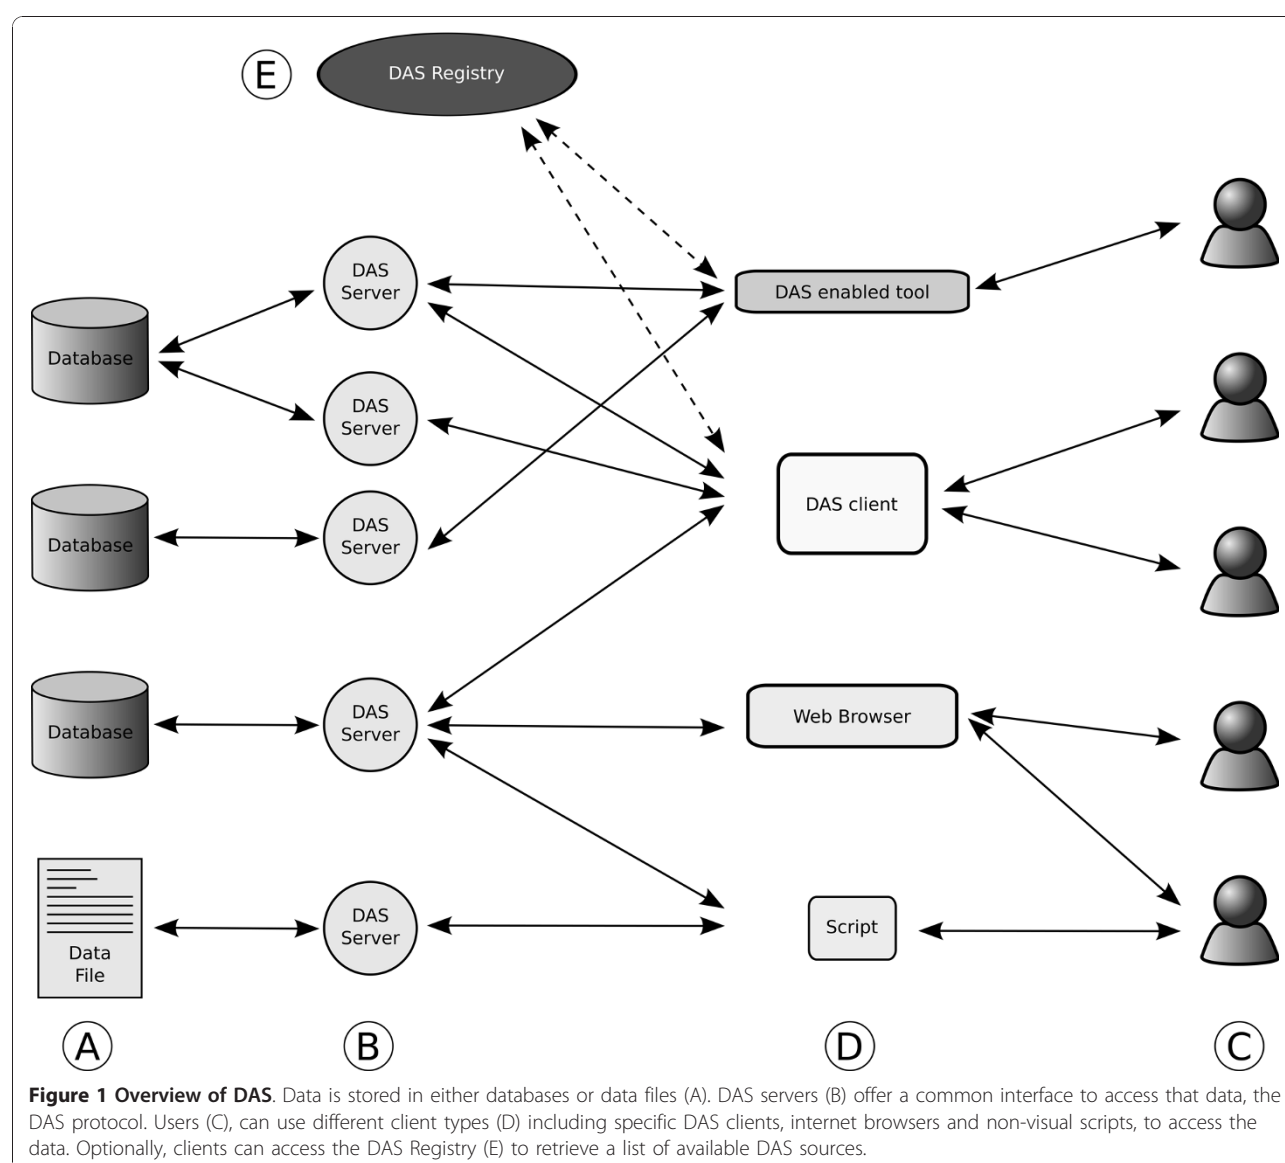 E
DAS Registry
DAS
Server
DAS enabled tool
Database
DAS
Server
DAS client
Database
DAS
Server
Database
DAS
Server
Web Browser
Data
File
DAS
Server
Script
A
B
D
C
Figure 1 Overview of DAS. Data is stored in either databases or data files (A). DAS servers (B) offer a common interface to access that data, the
DAS protocol. Users (C), can use different client types (D) including specific DAS clients, internet browsers and non-visual scripts, to access the
data. Optionally, clients can access the DAS Registry (E) to retrieve a list of available DAS sources.